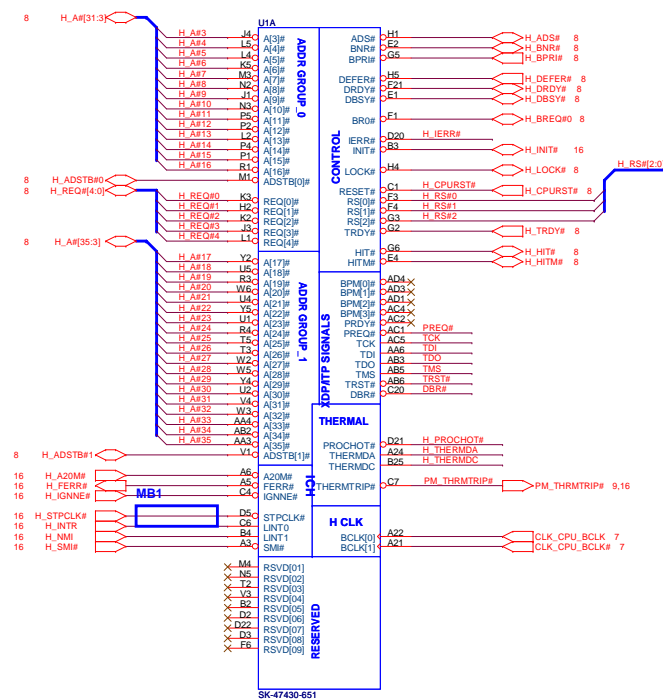 U1A
8 H_A#[31:3]
H_A#3 J4 A[3]#
H_A#4 L5 A[4]#
H_A#5 L4 A[5]#
H_A#6 K5 A[6]#
H_A#7 M3 A[7]#
H_A#8 N2 A[8]#
H_A#9 J1 A[9]#
H_A#10 N3 A[10]#
H_A#11 P5 A[11]#
H_A#12 P2 A[12]#
H_A#13 L2 A[13]#
H_A#14 P4 A[14]#
H_A#15 P1 A[15]#
H_A#16 R1 A[16]#
8 H_ADSTB#0 M1 ADSTB[0]#
8 H_REQ#[4:0]
H_REQ#0 K3 REQ[0]#
H_REQ#1 H2 REQ[1]#
H_REQ#2 K2 REQ[2]#
H_REQ#3 J3 REQ[3]#
H_REQ#4 L1 REQ[4]#
ADDR GROUP_0
8 H_A#[35:3]
H_A#17 Y2 A[17]#
H_A#18 U5 A[18]#
H_A#19 R3 A[19]#
H_A#20 W6 A[20]#
H_A#21 U4 A[21]#
H_A#22 Y5 A[22]#
H_A#23 U1 A[23]#
H_A#24 R4 A[24]#
H_A#25 T5 A[25]#
H_A#26 T3 A[26]#
H_A#27 W2 A[27]#
H_A#28 W5 A[28]#
H_A#29 Y4 A[29]#
H_A#30 U2 A[30]#
H_A#31 V4 A[31]#
H_A#32 W3 A[32]#
H_A#33 AA4 A[33]#
H_A#34 AB2 A[34]#
H_A#35 AA3 A[35]#
8 H_ADSTB#1 V1 ADSTB[1]#
ADDR GROUP_1
16 H_A20M# A6 A20M#
16 H_FERR# A5 FERR#
16 H_IGNNE# C4 IGNNE#
MB1
16 H_STPCLK# D5 STPCLK#
16 H_INTR C6 LINT0
16 H_NMI B4 LINT1
16 H_SMI# A3 SMI#
ICH
M4 RSVD[01]
N5 RSVD[02]
T2 RSVD[03]
V3 RSVD[04]
B2 RSVD[05]
D2 RSVD[06]
D22 RSVD[07]
D3 RSVD[08]
F6 RSVD[09]
RESERVED
ADS# H1 H_ADS# 8
BNR# E2 H_BNR# 8
BPRI# G5 H_BPRI# 8
DEFER# H5 H_DEFER# 8
DRDY# F21 H_DRDY# 8
DBSY# E1 H_DBSY# 8
BR0# F1 H_BREQ#0 8
IERR# D20 H_IERR#
INIT# B3 H_INIT# 16
LOCK# H4 H_LOCK# 8
H_RS#[2:0]
RESET# C1 H_CPURST# H_CPURST# 8
RS[0]# F3 H_RS#0
RS[1]# F4 H_RS#1
RS[2]# G3 H_RS#2
TRDY# G2 H_TRDY# 8
HIT# G6 H_HIT# 8
HITM# E4 H_HITM# 8
CONTROL
BPM[0]# AD4
BPM[1]# AD3
BPM[2]# AD1
BPM[3]# AC4
PRDY# AC2
PREQ# AC1 PREQ#
TCK AC5 TCK
TDI AA6 TDI
TDO AB3 TDO
TMS AB5 TMS
TRST# AB6 TRST#
DBR# C20 DBR#
XDP/ITP SIGNALS
THERMAL
PROCHOT# D21 H_PROCHOT#
THERMDA A24 H_THERMDA
THERMDC B25 H_THERMDC
THERMTRIP# C7 PM_THRMTRIP# PM_THRMTRIP# 9,16
H CLK
BCLK[0] A22 CLK_CPU_BCLK 7
BCLK[1] A21 CLK_CPU_BCLK# 7
SK-47430-651